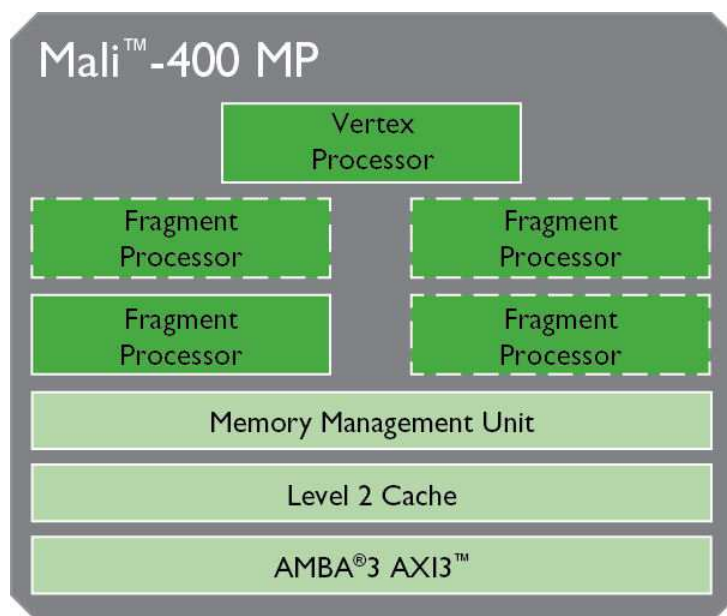 Mali™-400 MP
Vertex
Processor
Fragment
Processor
Fragment
Processor
Fragment
Processor
Fragment
Processor
Memory Management Unit
Level 2 Cache
AMBA®3 AXI3™